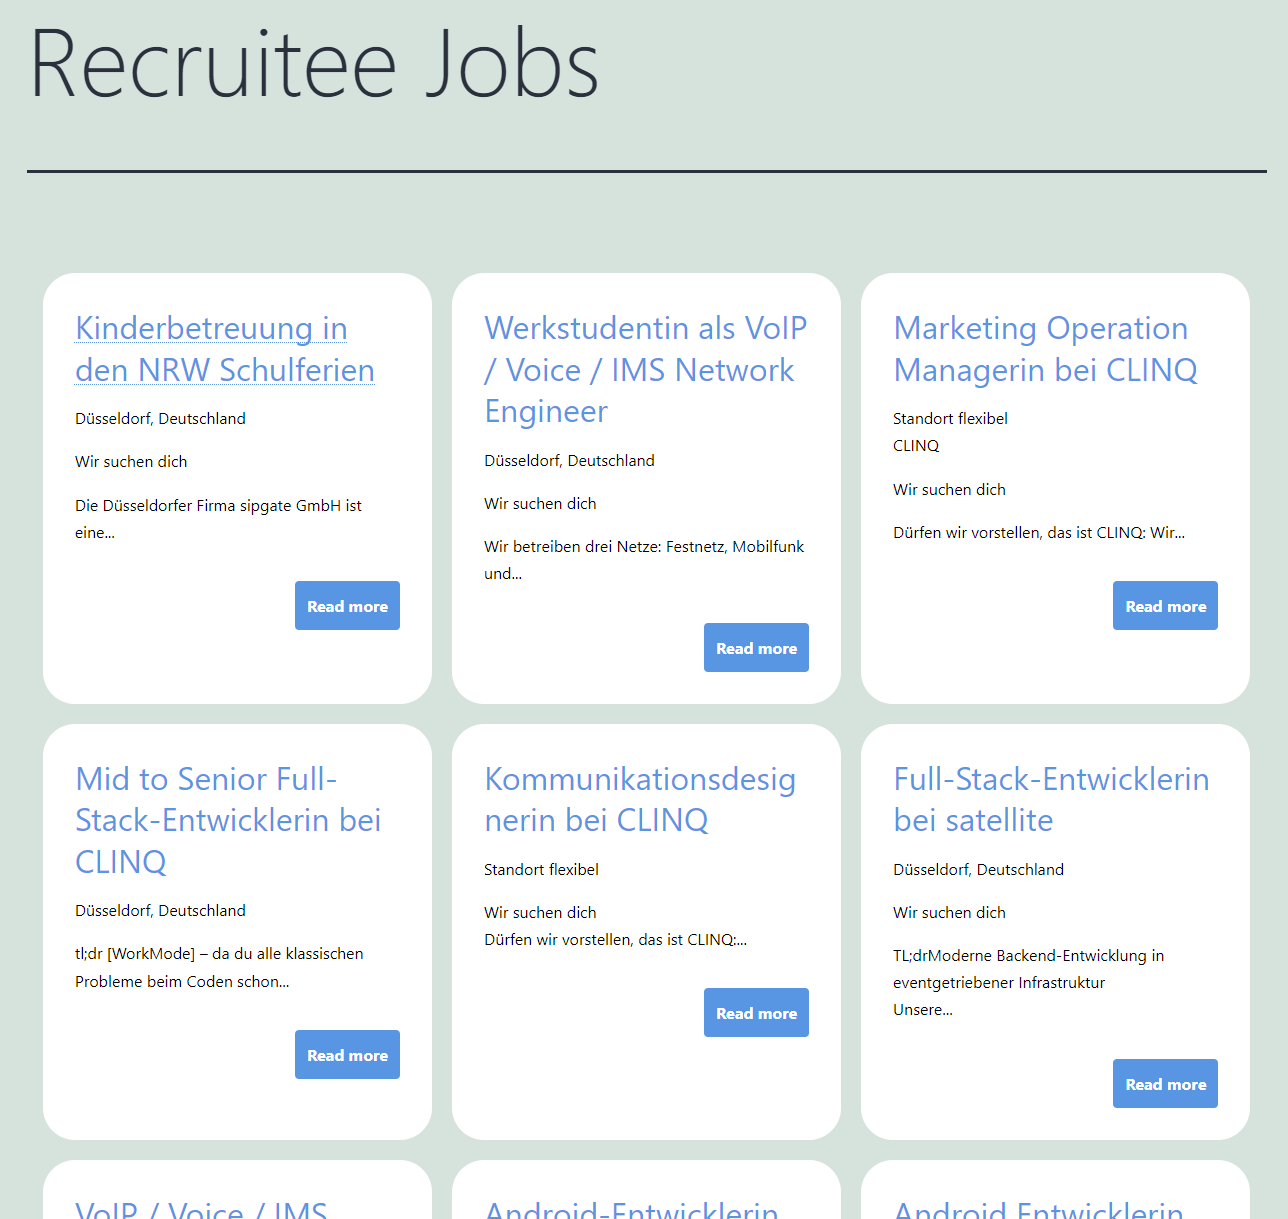 Recruitee Jobs
Kinderbetreuung in
den NRW Schulferien
Düsseldorf, Deutschland
Wir suchen dich
Die Düsseldorfer Firma sipgate GmbH ist
eine...
Read more
Werkstudentin als VoIP
/ Voice / IMS Network
Engineer
Düsseldorf, Deutschland
Wir suchen dich
Wir betreiben drei Netze: Festnetz, Mobilfunk
und...
Read more
Marketing Operation
Managerin bei CLINQ
Standort flexibel
CLINQ
Wir suchen dich
Dürfen wir vorstellen, das ist CLINQ: Wir...
Read more
Mid to Senior Full-
Stack-Entwicklerin bei
CLINQ
Düsseldorf, Deutschland
tl;dr [WorkMode] – da du alle klassischen
Probleme beim Coden schon...
Read more
Kommunikationsdesig
nerin bei CLINQ
Standort flexibel
Wir suchen dich
Dürfen wir vorstellen, das ist CLINQ:...
Read more
Full-Stack-Entwicklerin
bei satellite
Düsseldorf, Deutschland
Wir suchen dich
TL;drModerne Backend-Entwicklung in
eventgetriebener Infrastruktur
Unsere...
Read more
VoIP / Voice / IMS
Android-Entwicklerin
Android Entwicklerin